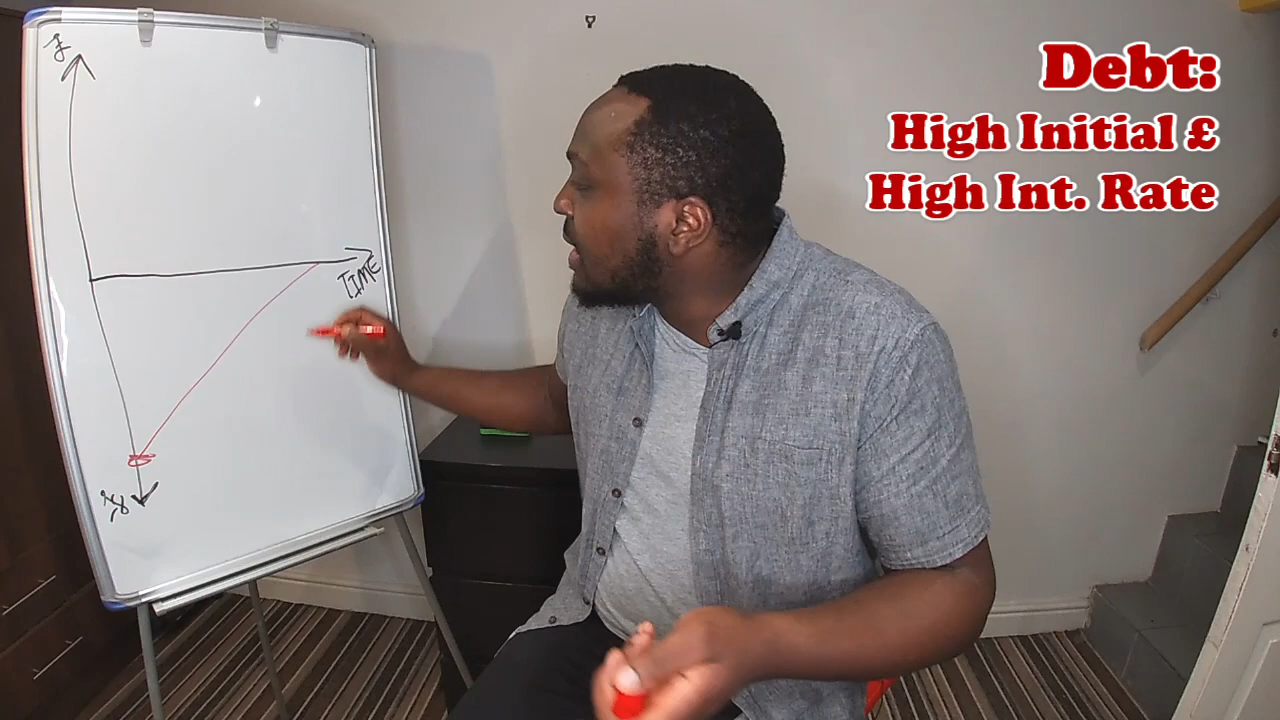 £
TIME
Debt:
High Initial £
High Int. Rate